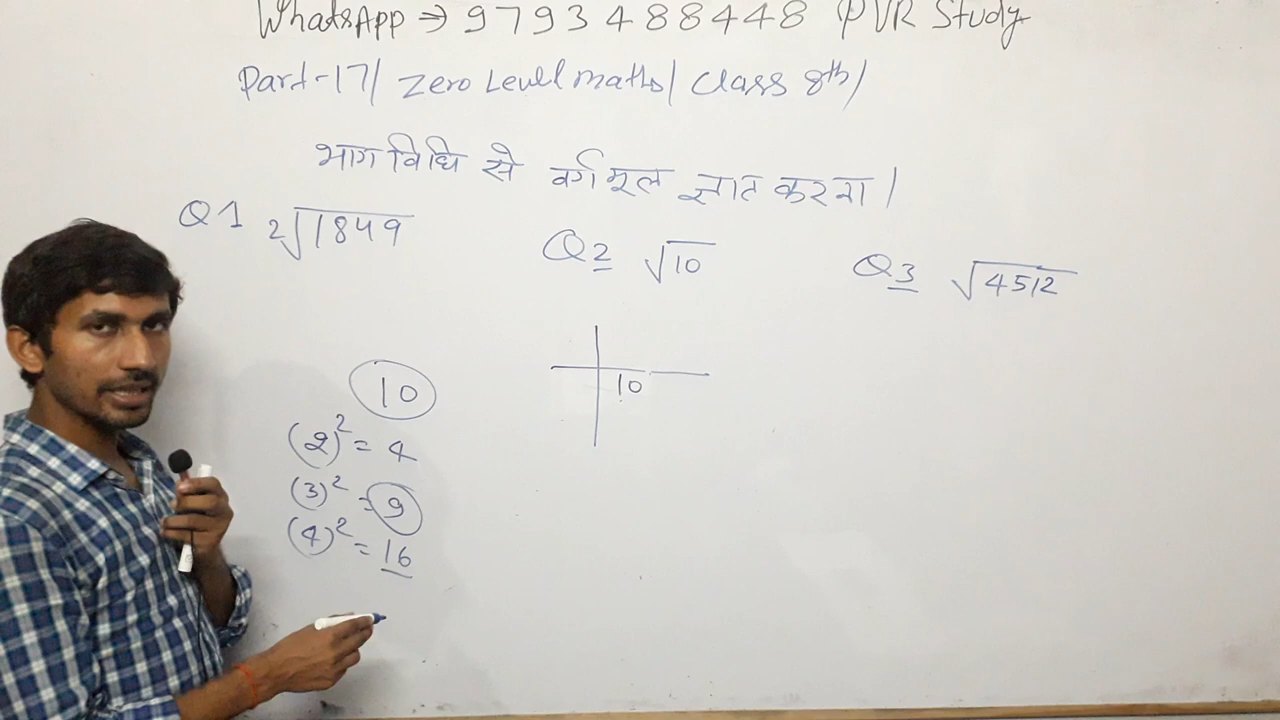 WhatsApp → 9793488448 PVR Study
Part-17/ Zero Level maths/ Class 8th/
भाग विधि से वर्गमूल ज्ञात करना।
Q1 2√1849
Q2 √10
Q3 √4512
10
10
(2)² = 4
(3)² = 9
(4)² = 16